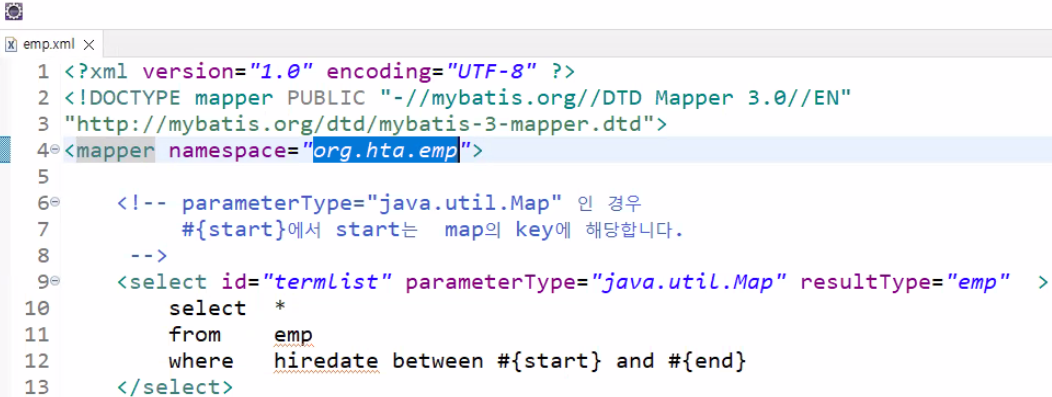 emp.xml
1 <?xml version="1.0" encoding="UTF-8" ?>
2 <!DOCTYPE mapper PUBLIC "-//mybatis.org//DTD Mapper 3.0//EN"
3 "http://mybatis.org/dtd/mybatis-3-mapper.dtd">
4 <mapper namespace="org.hta.emp">
5
6 <!-- parameterType="java.util.Map" 인 경우
7 #{start}에서 start는 map의 key에 해당합니다.
8 -->
9 <select id="termlist" parameterType="java.util.Map" resultType="emp" >
10 select *
11 from emp
12 where hiredate between #{start} and #{end}
13 </select>